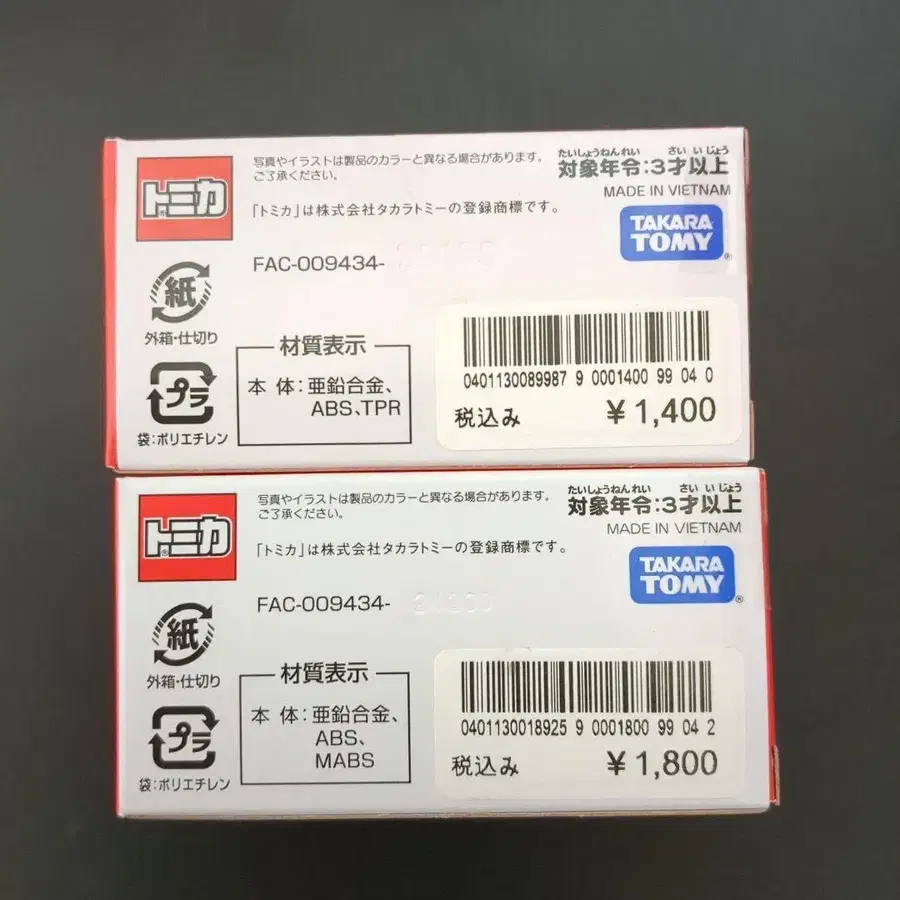 トミカ
®
写真やイラストは製品のカラーと異なる場合があります。
ご了承ください。
「トミカ」は株式会社タカラトミーの登録商標です。
たいしょうねんれい さい いじょう
対象年令:3才以上
MADE IN VIETNAM
TAKARA
TOMY
®
FAC-009434-
紙
外箱・仕切り
プラ
袋:ポリエチレン
材質表示
本 体:亜鉛合金、
ABS、TPR
0401130089987 9 0001400 99 04 0
税込み ¥1,400
トミカ
®
写真やイラストは製品のカラーと異なる場合があります。
ご了承ください。
「トミカ」は株式会社タカラトミーの登録商標です。
たいしょうねんれい さい いじょう
対象年令:3才以上
MADE IN VIETNAM
TAKARA
TOMY
®
FAC-009434-
紙
外箱・仕切り
プラ
袋:ポリエチレン
材質表示
本 体:亜鉛合金、
ABS、
MABS
0401130018925 9 0001800 99 04 2
税込み ¥1,800